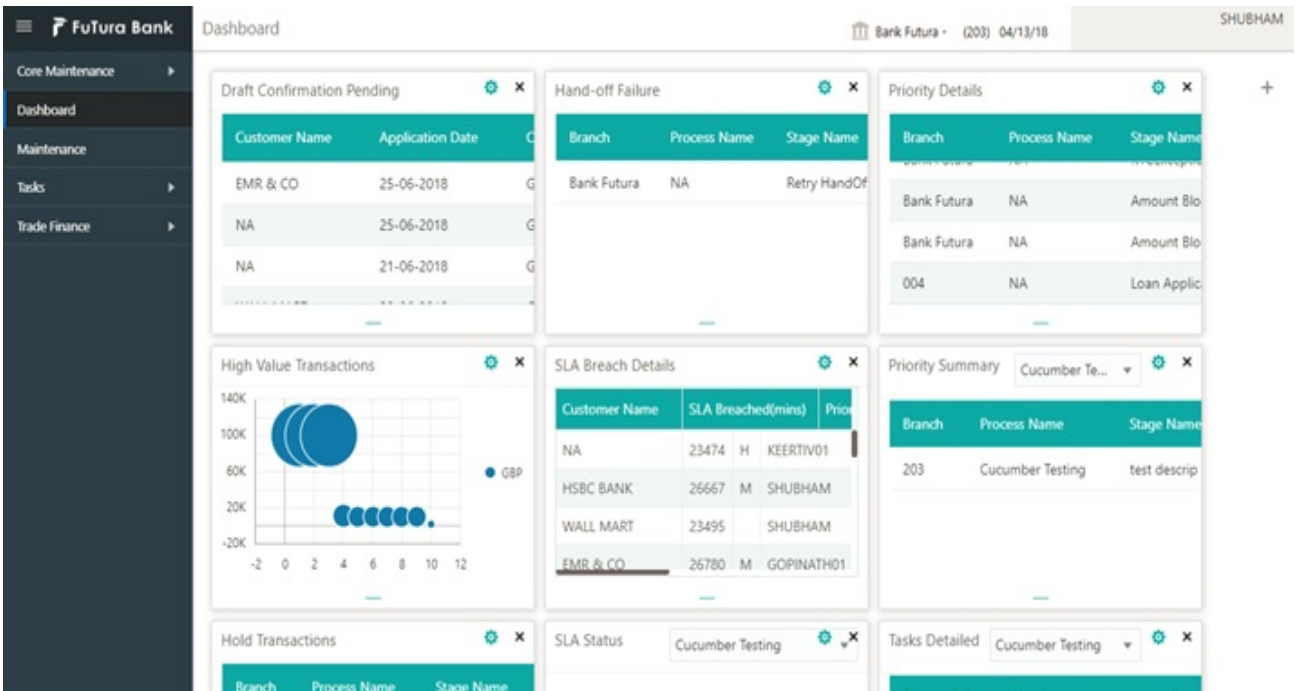 FuTura Bank
Dashboard
Bank Futura - (203) 04/13/18
SHUBHAM
Core Maintenance
Dashboard
Maintenance
Tasks
Trade Finance
Draft Confirmation Pending
Customer Name Application Date C
EMR & CO 25-06-2018 G
NA 25-06-2018 G
NA 21-06-2018 G
Hand-off Failure
Branch Process Name Stage Name
Bank Futura NA Retry HandOf
Priority Details
Branch Process Name Stage Name
Bank Futura NA Amount Blo
Bank Futura NA Amount Blo
004 NA Loan Applic
High Value Transactions
140K
100K
60K
20K
-20K
-2 0 2 4 6 8 10 12
GBP
SLA Breach Details
Customer Name SLA Breached(mins) Prior
NA 23474 H KEERTIV01
HSBC BANK 26667 M SHUBHAM
WALL MART 23495 SHUBHAM
EMR & CO 26780 M GOPINATH01
Priority Summary Cucumber Te...
Branch Process Name Stage Name
203 Cucumber Testing test descrip
Hold Transactions
Branch Process Name Stage Name
SLA Status Cucumber Testing
Tasks Detailed Cucumber Testing